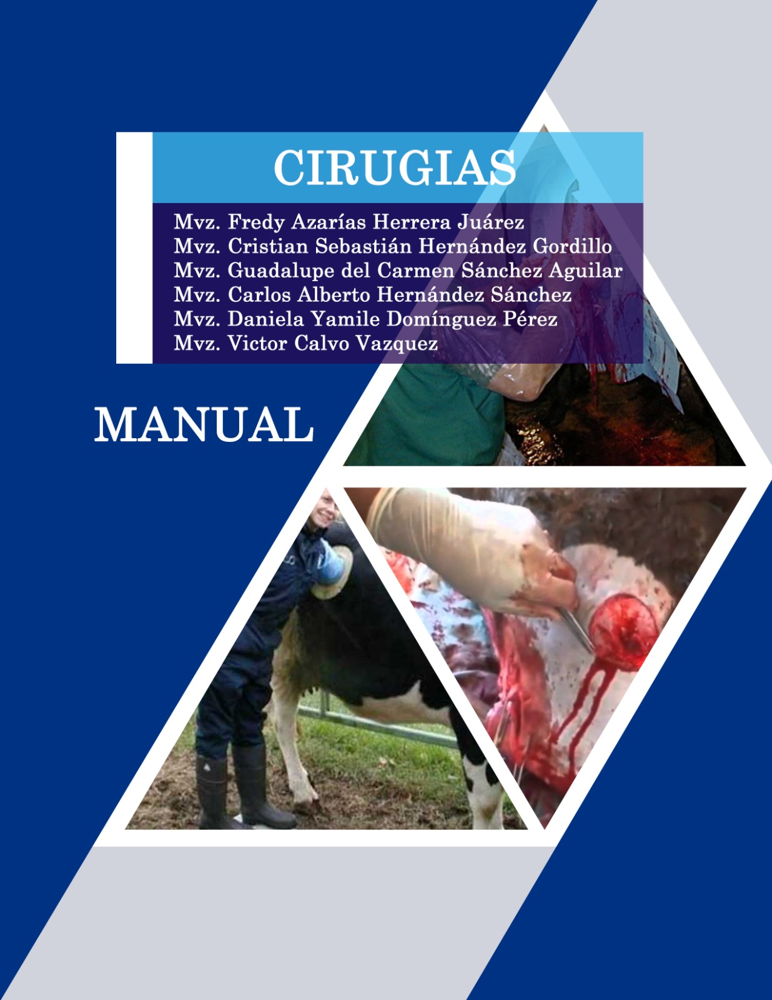 CIRUGIAS
Mvz. Fredy Azarías Herrera Juárez
Mvz. Cristian Sebastián Hernández Gordillo
Mvz. Guadalupe del Carmen Sánchez Aguilar
Mvz. Carlos Alberto Hernández Sánchez
Mvz. Daniela Yamile Domínguez Pérez
Mvz. Victor Calvo Vazquez
MANUAL